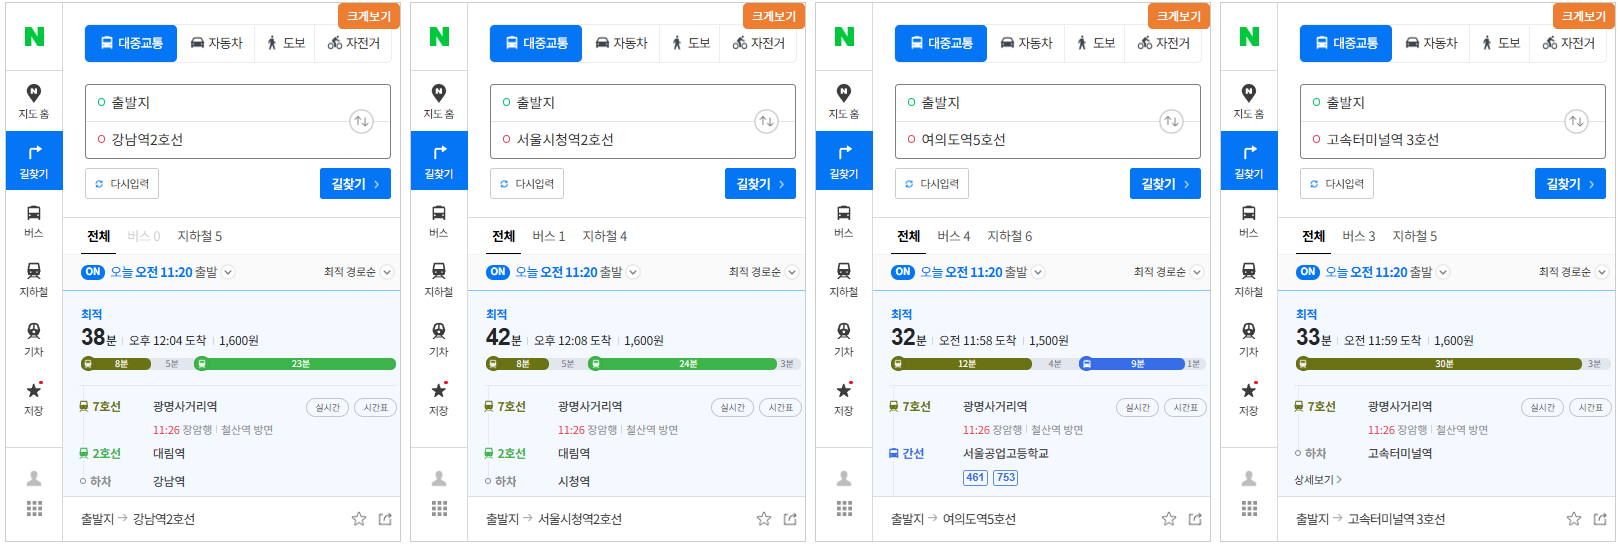 크게보기
N
대중교통 자동차 도보 자전거
지도 홈
길찾기
버스
지하철
기차
저장
출발지
강남역2호선
다시입력 길찾기
전체 버스 0 지하철 5
ON 오늘 오전 11:20 출발 최적 경로순
최적
38분 오후 12:04 도착 1,600원
8분 5분 23분
7호선 광명사거리역 실시간 시간표
11:26 장암행 철산역 방면
2호선 대림역
하차 강남역
출발지 → 강남역2호선
크게보기
N
대중교통 자동차 도보 자전거
지도 홈
길찾기
버스
지하철
기차
저장
출발지
서울시청역2호선
다시입력 길찾기
전체 버스 1 지하철 4
ON 오늘 오전 11:20 출발 최적 경로순
최적
42분 오후 12:08 도착 1,600원
8분 5분 24분 3분
7호선 광명사거리역 실시간 시간표
11:26 장암행 철산역 방면
2호선 대림역
하차 시청역
출발지 → 서울시청역2호선
크게보기
N
대중교통 자동차 도보 자전거
지도 홈
길찾기
버스
지하철
기차
저장
출발지
여의도역5호선
다시입력 길찾기
전체 버스 4 지하철 6
ON 오늘 오전 11:20 출발 최적 경로순
최적
32분 오전 11:58 도착 1,500원
12분 4분 9분 1분
7호선 광명사거리역 실시간 시간표
11:26 장암행 철산역 방면
간선 서울공업고등학교
461 753
출발지 → 여의도역5호선
크게보기
N
대중교통 자동차 도보 자전거
지도 홈
길찾기
버스
지하철
기차
저장
출발지
고속터미널역 3호선
다시입력 길찾기
전체 버스 3 지하철 5
ON 오늘 오전 11:20 출발 최적 경로순
최적
33분 오전 11:59 도착 1,600원
30분 3분
7호선 광명사거리역 실시간 시간표
11:26 장암행 철산역 방면
하차 고속터미널역
상세보기
출발지 → 고속터미널역 3호선